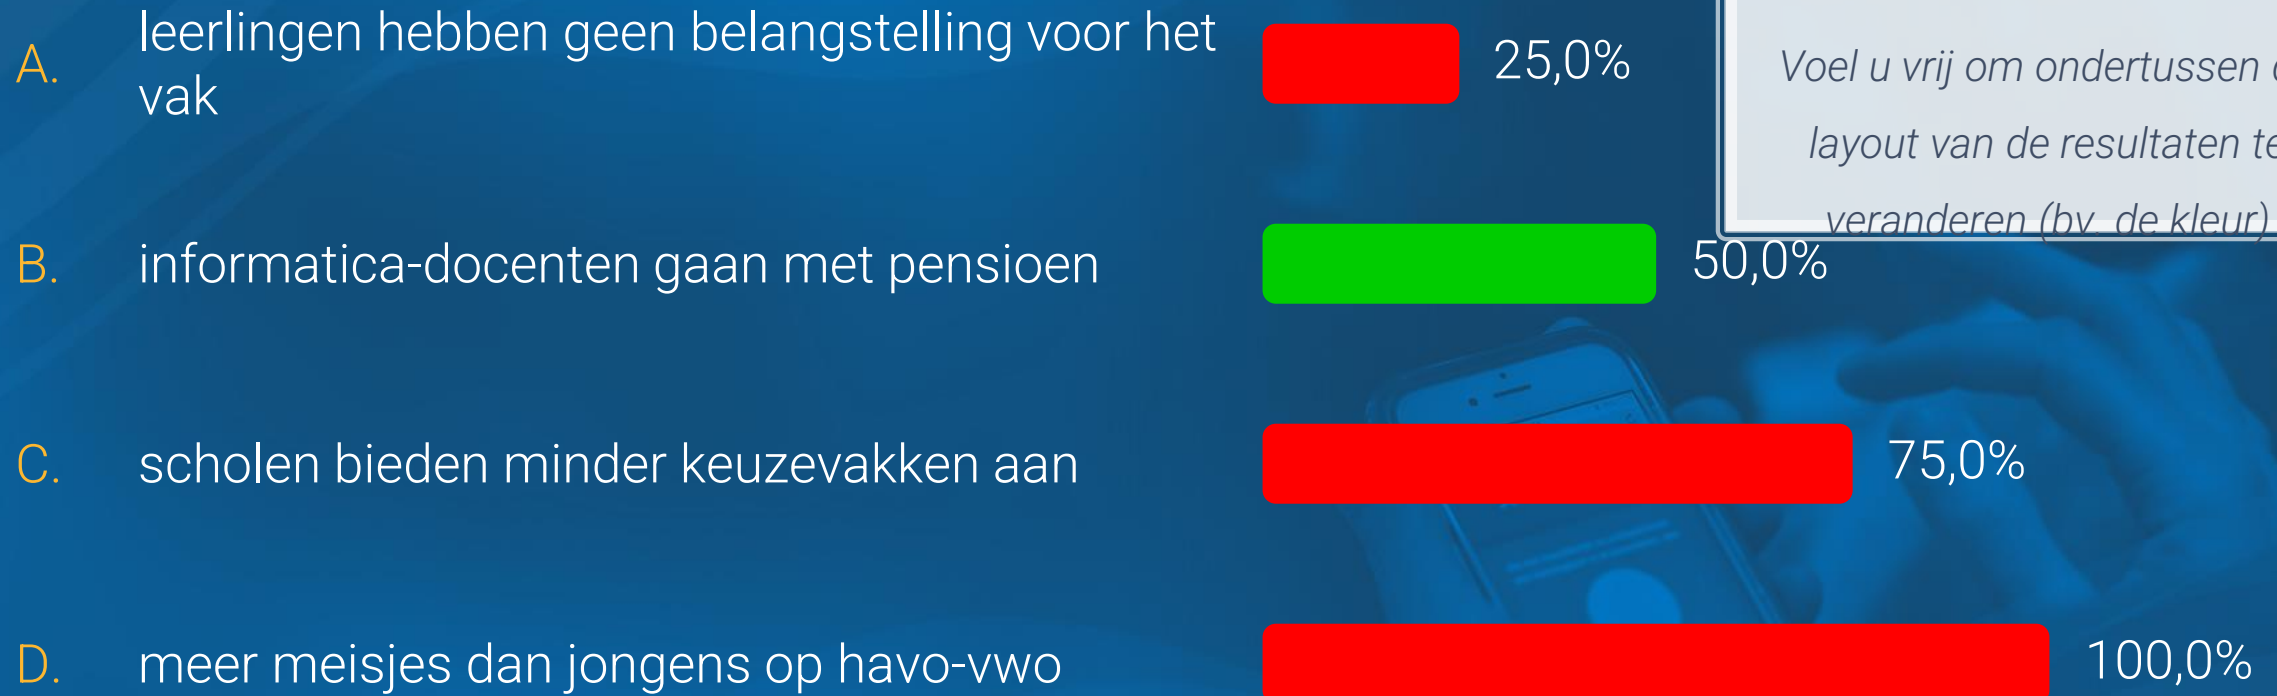 A.
leerlingen hebben geen belangstelling voor het
vak
25,0%
B.
informatica-docenten gaan met pensioen
50,0%
C.
scholen bieden minder keuzevakken aan
75,0%
D.
meer meisjes dan jongens op havo-vwo
100,0%
Voel u vrij om ondertussen
layout van de resultaten te
veranderen (bv. de kleur)